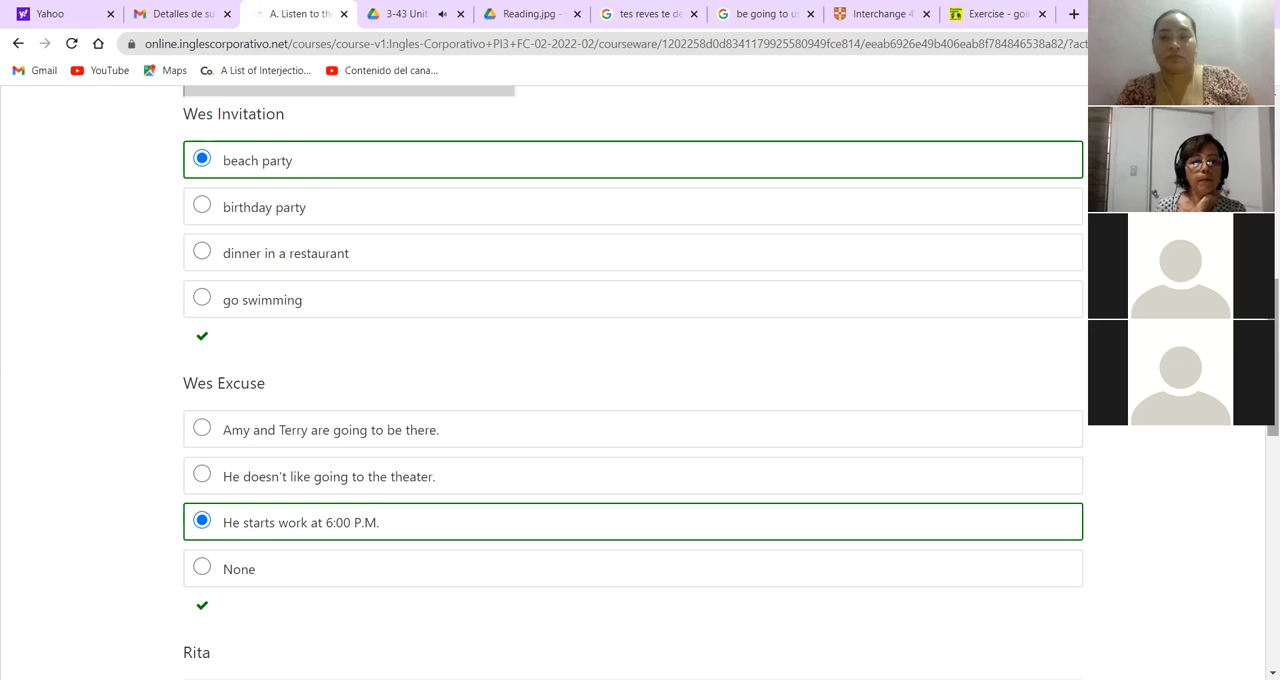 Yahoo
Detalles de su
A. Listen to th
3-43 Unit
Reading.jpg -
tes reves te de
be going to us
Interchange 4
Exercise - goin
online.inglescorporativo.net/courses/course-v1:Ingles-Corporativo+PI3+FC-02-2022-02/courseware/1202258d0d8341179925580949fce814/eeab6926e49b406eab8f784846538a82/?act
Gmail
YouTube
Maps
Co. A List of Interjectio...
Contenido del cana...
Wes Invitation
beach party
birthday party
dinner in a restaurant
go swimming
Wes Excuse
Amy and Terry are going to be there.
He doesn't like going to the theater.
He starts work at 6:00 P.M.
None
Rita